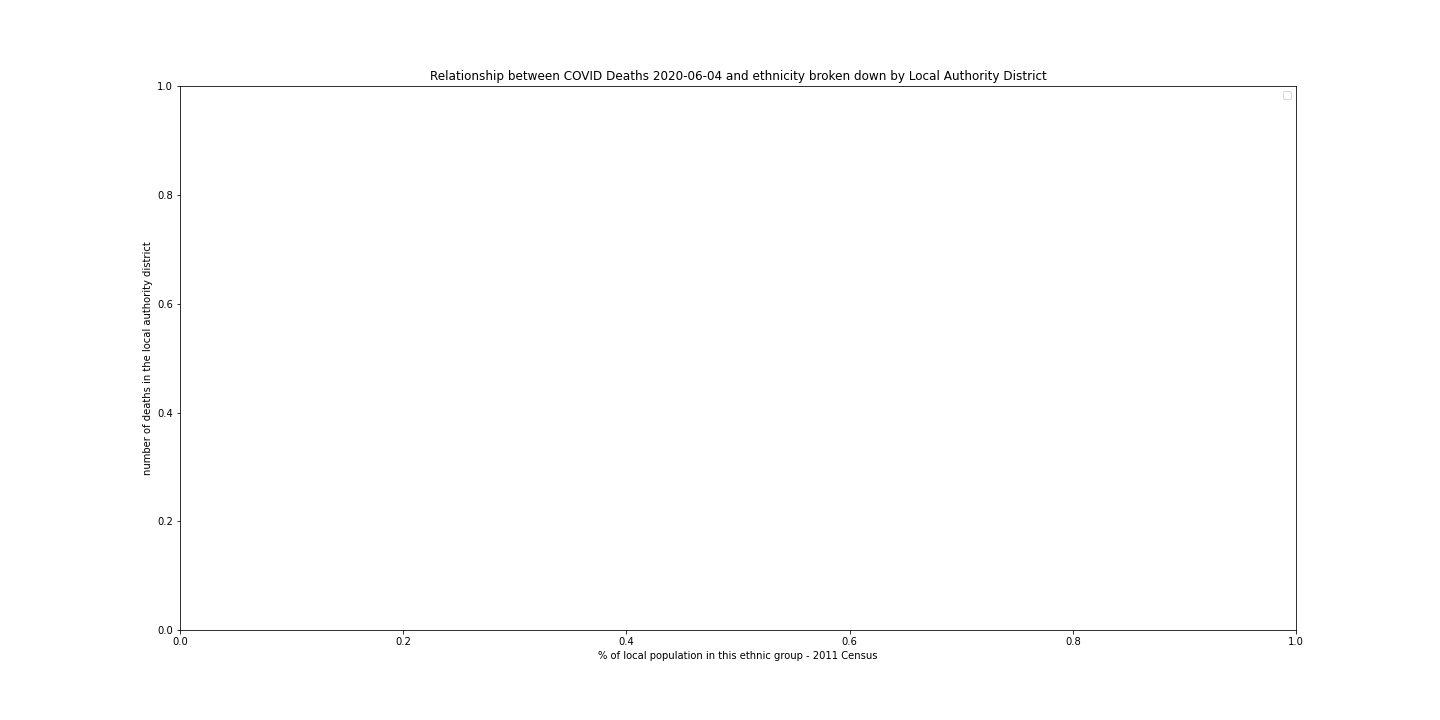 Relationship between COVID Deaths 2020-06-04 and ethnicity broken down by Local Authority District
1.0
0.8
0.6
0.4
0.2
0.0
number of deaths in the local authority district
0.0 0.2 0.4 0.6 0.8 1.0
% of local population in this ethnic group - 2011 Census